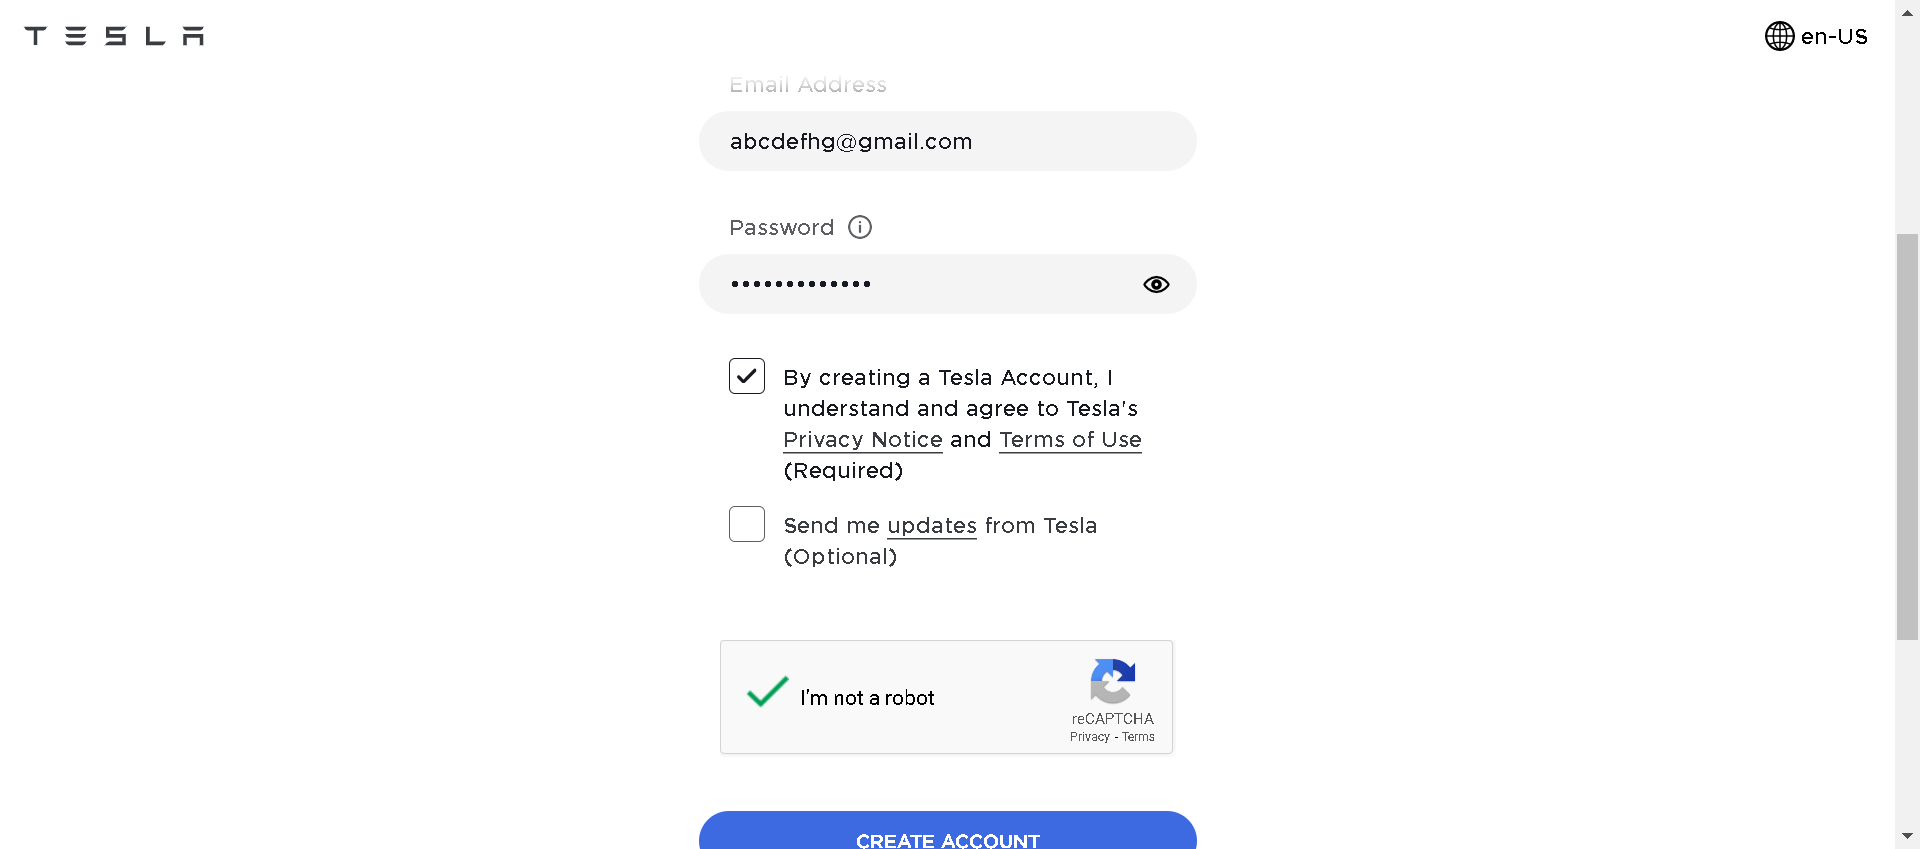 TESLA
en-US
Email Address
abcdefhg@gmail.com
Password
•••••••••••••
By creating a Tesla Account, I
understand and agree to Tesla's
Privacy Notice and Terms of Use
(Required)
Send me updates from Tesla
(Optional)
I'm not a robot
reCAPTCHA
Privacy - Terms
CREATE ACCOUNT